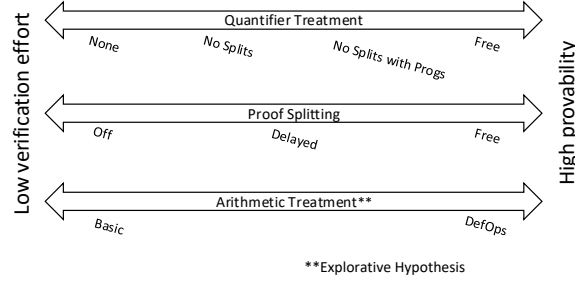 Low verification effort
Quantifier Treatment
None
No Splits
No Splits with Progs
Free
Proof Splitting
Off
Delayed
Free
Arithmetic Treatment**
Basic
DefOps
High provability
**Explorative Hypothesis